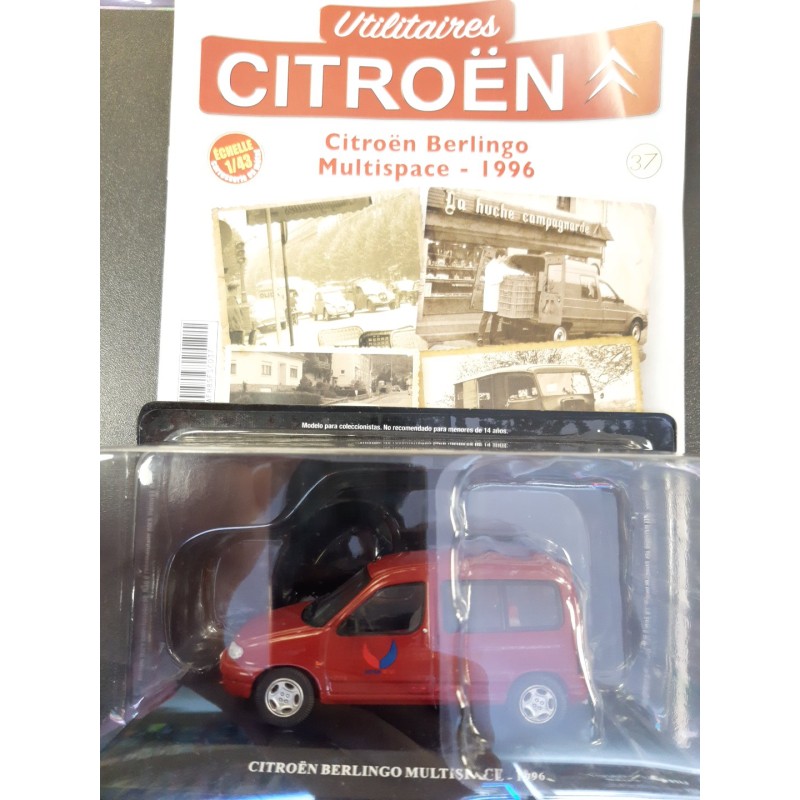 Utilitaires
CITROËN
Citroën Berlingo
Multispace - 1996
37
ÉCHELLE
1/43
La huche campagnarde
Modelo para coleccionistas. No recomendado para menores de 14 años.
CITROËN BERLINGO MULTISPACE - 1996